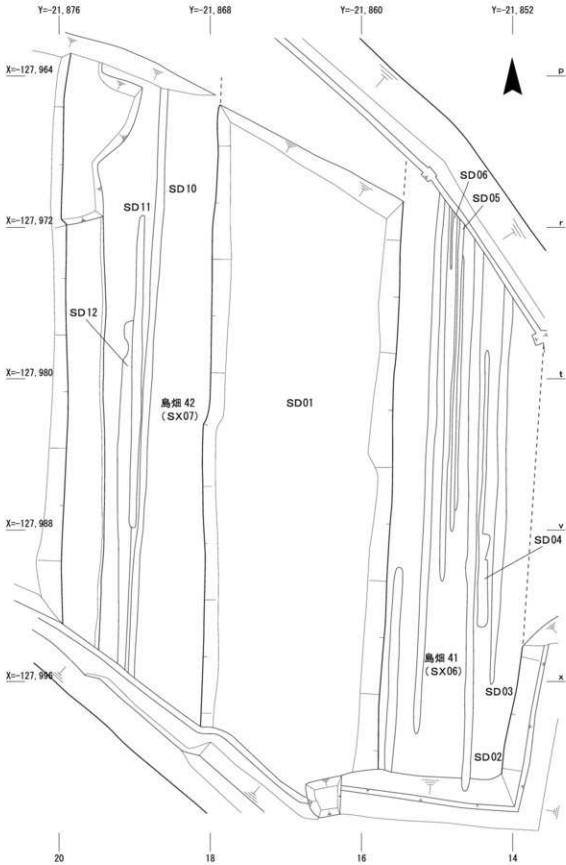 Y=-21,876
Y=-21,868
Y=-21,860
Y=-21,852
X=-127,964
p
SD06
SD10
SD05
SD11
X=-127,972
r
SD12
X=-127,980
t
島畑 42
(SX07)
SD01
X=-127,988
v
SD04
島畑 41
(SX06)
X=-127,996
x
SD03
SD02
20
18
16
14